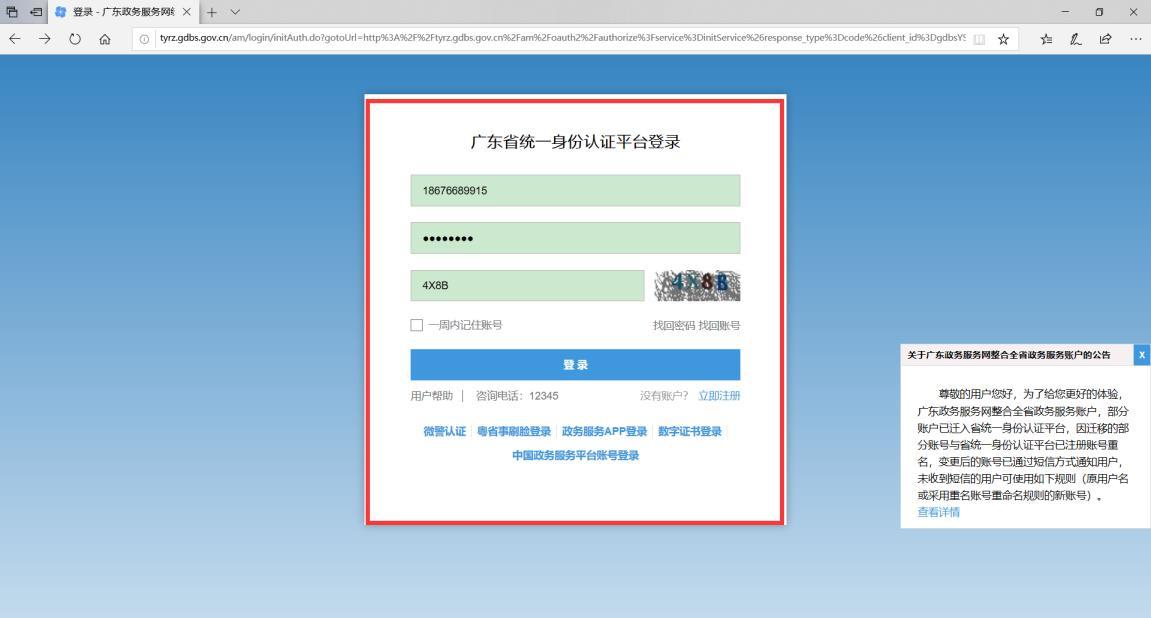 登录 - 广东政务服务网统
tyrz.gdbs.gov.cn/am/login/initAuth.do?gotoUrl=http%3A%2F%2Ftyrz.gdbs.gov.cn%2Fam%2Foauth2%2Fauthorize%3Fservice%3DinitService%26response_type%3Dcode%26client_id%3DgdbsYS
广东省统一身份认证平台登录
18676689915
••••••••
4X8B
4X8B
一周内记住账号
找回密码 找回账号
登 录
用户帮助 | 咨询电话：12345
没有账户？ 立即注册
微警认证 | 粤省事刷脸登录 | 政务服务APP登录 | 数字证书登录
中国政务服务平台账号登录
关于广东政务服务网整合全省政务服务账户的公告
X
尊敬的用户您好，为了给您更好的体验，
广东政务服务网整合全省政务服务账户，部分
账户已迁入省统一身份认证平台，因迁移的部
分账号与省统一身份认证平台已注册账号重
名，变更后的账号已通过短信方式通知用户，
未收到短信的用户可使用如下规则（原用户名
或采用重名账号重命名规则的新账号）。
查看详情